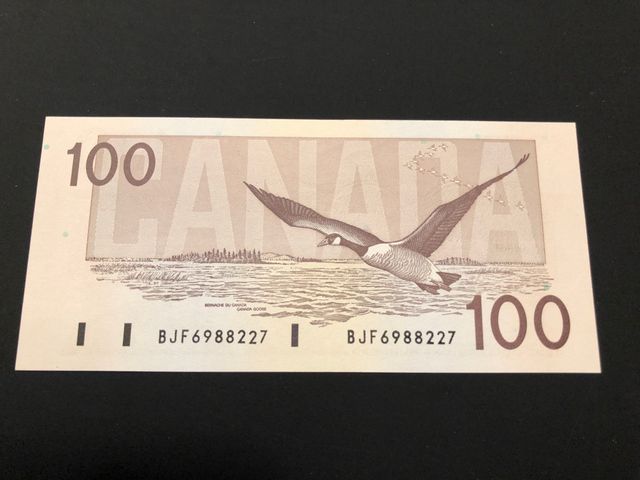 CANADA
100
BERNACHE DU CANADA
CANADA GOOSE
BJF6988227 BJF6988227
100